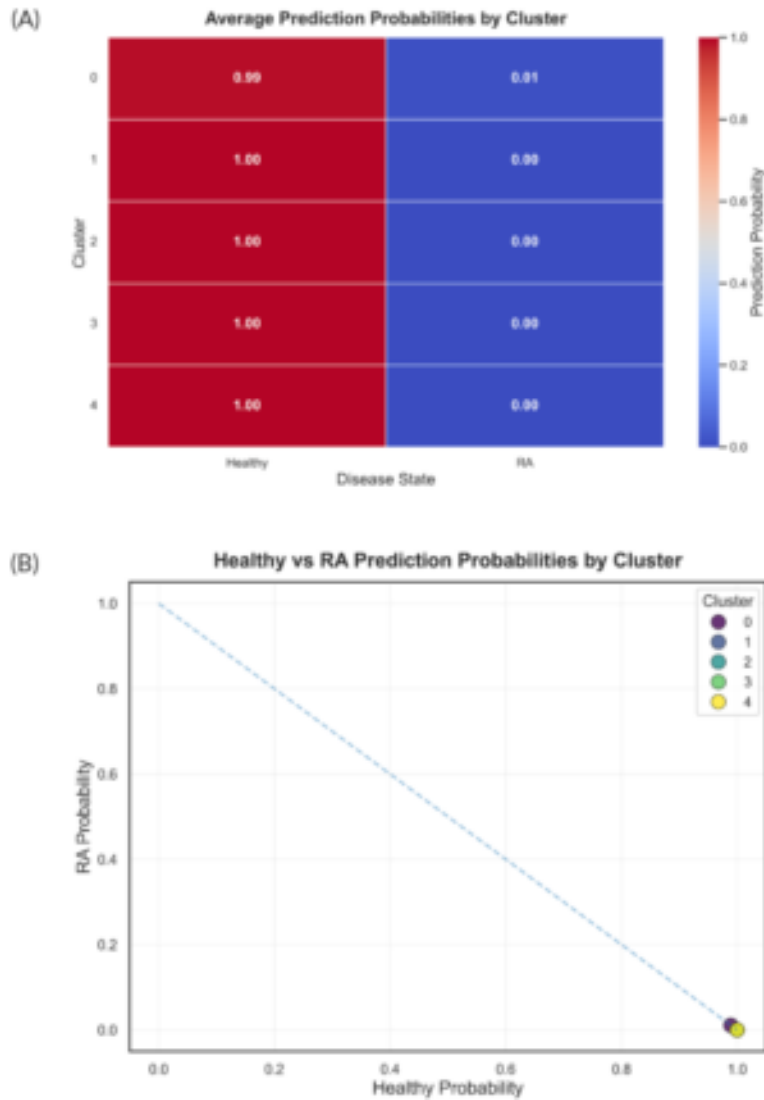 (A)
Average Prediction Probabilities by Cluster
0 0.99 0.01
1 1.00 0.00
2 1.00 0.00
3 1.00 0.00
4 1.00 0.00
Cluster
Healthy RA
Disease State
1.0
0.8
0.6
0.4
0.2
0.0
Prediction Probability
(B)
Healthy vs RA Prediction Probabilities by Cluster
Cluster
0
1
2
3
4
1.0
0.8
0.6
0.4
0.2
0.0
RA Probability
0.0 0.2 0.4 0.6 0.8 1.0
Healthy Probability